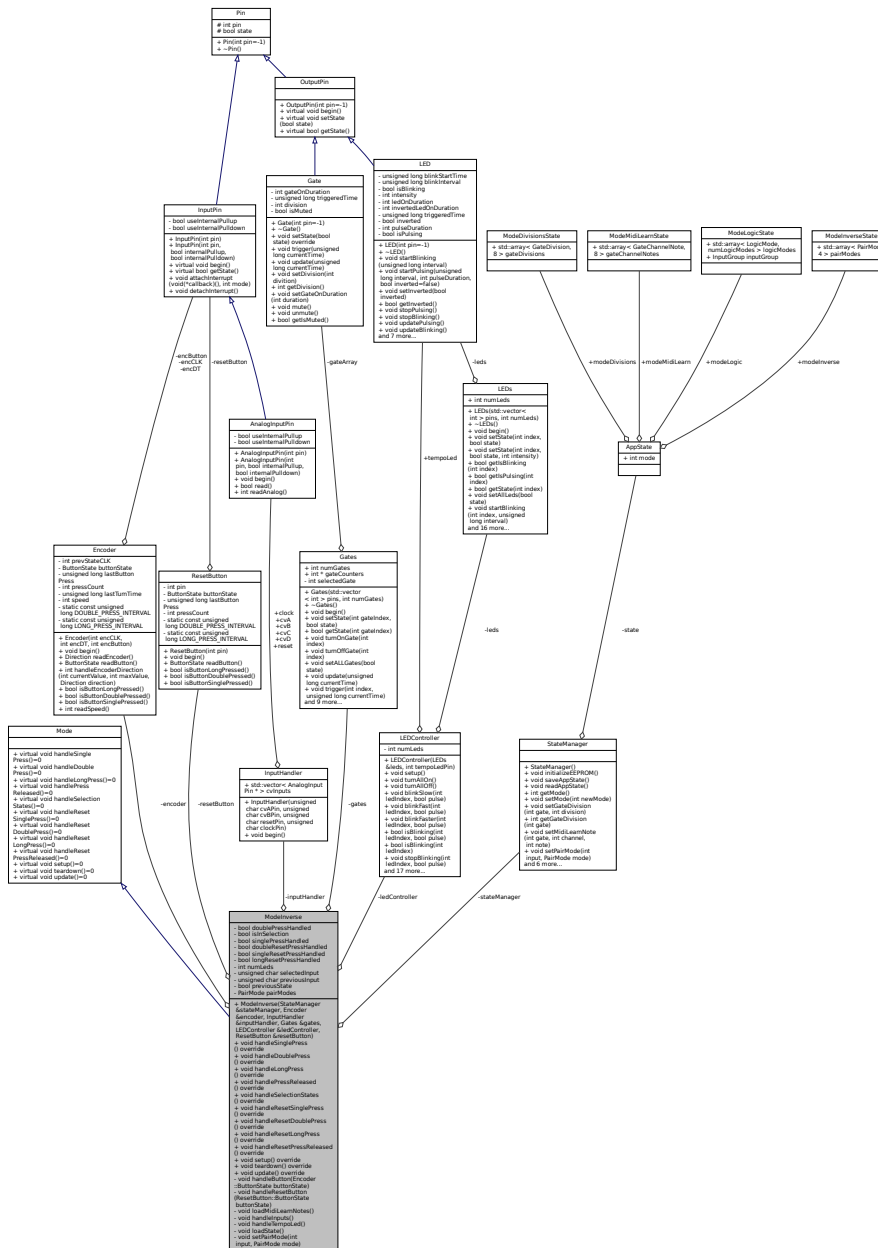 Pin
# int pin
# bool state
+ Pin(int pin=-1)
+ ~Pin()
OutputPin
+ OutputPin(int pin=-1)
+ virtual void begin()
+ virtual void setState
(bool state)
+ virtual bool getState()
LED
- unsigned long blinkStartTime
- unsigned long blinkInterval
- bool isBlinking
- int intensity
- int ledOnDuration
- int invertedLedOnDuration
- unsigned long triggeredTime
- bool inverted
- int pulseDuration
- bool isPulsing
+ LED(int pin=-1)
+ ~LED()
+ void startBlinking
(unsigned long interval)
+ void startPulsing(unsigned
long interval, int pulseDuration,
bool inverted=false)
+ void setInverted(bool
inverted)
+ bool getInverted()
+ void stopPulsing()
+ void stopBlinking()
+ void updatePulsing()
+ void updateBlinking()
and 7 more...
Gate
- int gateOnDuration
- unsigned long triggeredTime
- int division
- bool isMuted
+ Gate(int pin=-1)
+ ~Gate()
+ void setState(bool
state) override
+ void trigger(unsigned
long currentTime)
+ void update(unsigned
long currentTime)
+ void setDivision(int
divition)
+ int getDivision()
+ void setGateOnDuration
(int duration)
+ void mute()
+ void unmute()
+ bool getIsMuted()
InputPin
- bool useInternalPullup
- bool useInternalPulldown
+ InputPin(int pin)
+ InputPin(int pin,
bool internalPullup,
bool internalPulldown)
+ virtual void begin()
+ virtual bool getState()
+ void attachInterrupt
(void(*callback)(), int mode)
+ void detachInterrupt()
ModeDivisionsState
+ std::array< GateDivision,
8 > gateDivisions
ModeMidiLearnState
+ std::array< GateChannelNote,
8 > gateChannelNotes
ModeLogicState
+ std::array< LogicMode,
numLogicModes > logicModes
+ InputGroup inputGroup
ModeInverseState
+ std::array< PairMo
4 > pairModes
-encButton
-encCLK
-encDT
-resetButton
-gateArray
-leds
+modeDivisions
+modeMidiLearn
+modeLogic
+modeInverse
LEDs
+ int numLeds
+ LEDs(std::vector<
int > pins, int numLeds)
+ ~LEDs()
+ void begin()
+ void setState(int index,
bool state)
+ void setState(int index,
bool state, int intensity)
+ bool getIsBlinking
(int index)
+ bool getIsPulsing(int
index)
+ bool getState(int index)
+ void setAllLeds(bool
state)
+ void startBlinking
(int index, unsigned
long interval)
and 16 more...
AnalogInputPin
- bool useInternalPullup
- bool useInternalPulldown
+ AnalogInputPin(int pin)
+ AnalogInputPin(int
pin, bool internalPullup,
bool internalPulldown)
+ void begin()
+ bool read()
+ int readAnalog()
+tempoLed
AppState
+ int mode
Encoder
- int prevStateCLK
- ButtonState buttonState
- unsigned long lastButton
Press
- int pressCount
- unsigned long lastTurnTime
- int speed
- static const unsigned
long DOUBLE_PRESS_INTERVAL
- static const unsigned
long LONG_PRESS_INTERVAL
+ Encoder(int encCLK,
int encDT, int encButton)
+ void begin()
+ Direction readEncoder()
+ ButtonState readButton()
+ int handleEncoderDirection
(int currentValue, int maxValue,
Direction direction)
+ bool isButtonLongPressed()
+ bool isButtonDoublePressed()
+ bool isButtonSinglePressed()
+ int readSpeed()
ResetButton
- int pin
- ButtonState buttonState
- unsigned long lastButton
Press
- int pressCount
- static const unsigned
long DOUBLE_PRESS_INTERVAL
- static const unsigned
long LONG_PRESS_INTERVAL
+ ResetButton(int pin)
+ void begin()
+ ButtonState readButton()
+ bool isButtonLongPressed()
+ bool isButtonDoublePressed()
+ bool isButtonSinglePressed()
+clock
+cvA
+cvB
+cvC
+cvD
+reset
Gates
+ int numGates
+ int * gateCounters
- int selectedGate
+ Gates(std::vector
< int > pins, int numGates)
+ ~Gates()
+ void begin()
+ void setState(int gateIndex,
bool state)
+ bool getState(int gateIndex)
+ void turnOnGate(int
index)
+ void turnOffGate(int
index)
+ void setALLGates(bool
state)
+ void update(unsigned
long currentTime)
+ void trigger(int index,
unsigned long currentTime)
and 9 more...
-leds
-state
Mode
+ virtual void handleSingle
Press()=0
+ virtual void handleDouble
Press()=0
+ virtual void handleLongPress()=0
+ virtual void handlePress
Released()=0
+ virtual void handleSelection
States()=0
+ virtual void handleReset
SinglePress()=0
+ virtual void handleReset
DoublePress()=0
+ virtual void handleReset
LongPress()=0
+ virtual void handleReset
PressReleased()=0
+ virtual void setup()=0
+ virtual void teardown()=0
+ virtual void update()=0
InputHandler
+ std::vector< AnalogInput
Pin * > cvInputs
+ InputHandler(unsigned
char cvAPin, unsigned
char cvBPin, unsigned
char cvCPin, unsigned
char cvDPin, unsigned
char resetPin, unsigned
char clockPin)
+ void begin()
LEDController
- int numLeds
+ LEDController(LEDs
&leds, int tempoLedPin)
+ void setup()
+ void turnAllOn()
+ void turnAllOff()
+ void blinkSlow(int
ledIndex, bool pulse)
+ void blinkFast(int
ledIndex, bool pulse)
+ void blinkFaster(int
ledIndex, bool pulse)
+ bool isBlinking(int
ledIndex, bool pulse)
+ bool isBlinking(int
ledIndex)
+ void stopBlinking(int
ledIndex, bool pulse)
and 17 more...
StateManager
+ StateManager()
+ void initializeEEPROM()
+ void saveAppState()
+ void readAppState()
+ int getMode()
+ void setMode(int newMode)
+ void setGateDivision
(int gate, int division)
+ int getGateDivision
(int gate)
+ void setMidiLearnNote
(int gate, int channel,
int note)
+ void setPairMode(int
input, PairMode mode)
and 6 more...
-encoder
-resetButton
-gates
-inputHandler
-ledController
-stateManager
ModeInverse
- bool doublePressHandled
- bool isInSelection
- bool singlePressHandled
- bool doubleResetPressHandled
- bool singleResetPressHandled
- bool longResetPressHandled
- int numLeds
- unsigned char selectedInput
- unsigned char previousInput
- bool previousState
- PairMode pairModes
+ ModeInverse(StateManager
&stateManager, Encoder
&encoder, InputHandler
&inputHandler, Gates &gates,
LEDController &ledController,
ResetButton &resetButton)
+ void handleSinglePress
() override
+ void handleDoublePress
() override
+ void handleLongPress
() override
+ void handlePressReleased
() override
+ void handleSelectionStates
() override
+ void handleResetSinglePress
() override
+ void handleResetDoublePress
() override
+ void handleResetLongPress
() override
+ void handleResetPressReleased
() override
+ void setup() override
+ void teardown() override
+ void update() override
- void handleButton(Encoder
::ButtonState buttonState)
- void handleResetButton
(ResetButton::ButtonState
buttonState)
- void loadMidiLearnNotes()
- void handleInputs()
- void handleTempoLed()
- void loadState()
- void setPairMode(int
input, PairMode mode)